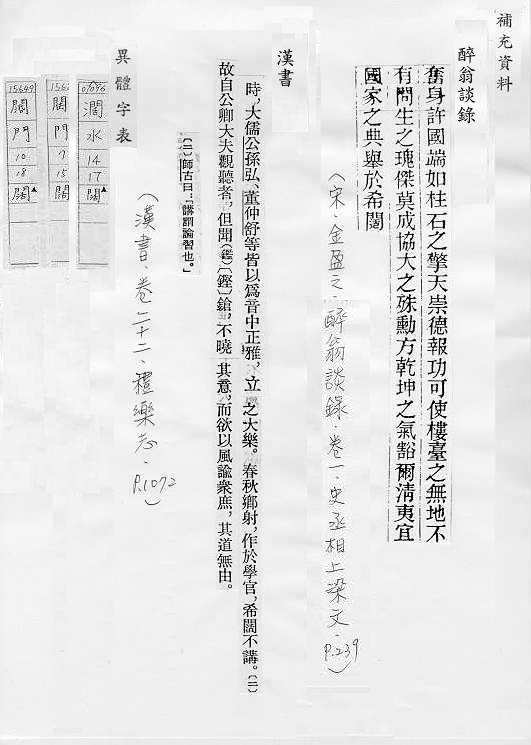 補充資料
醉翁談錄
奮身許國端如柱石之擎天崇德報功可使樓臺之無地不
有間生之瑰傑莫成協大之殊勳方乾坤之氣豁爾清夷宜
國家之典舉於希闊
（宋．金盈之．醉翁談錄．卷一．史丞相上梁文．P.239）
漢書
時，大儒公孫弘、董仲舒等皆以為音中正雅，立之大樂。春秋鄉射，作於學官，希闊不講。〔二〕
故自公卿大夫觀聽者，但聞(鑑)〔鏗〕鎗，不曉其意，而欲以風諭衆庶，其道無由。
〔二〕師古曰：「講謂論習也。」
（漢書．卷二十二．禮樂志．P.1072）
異體字表
07096 濶 水 14 17 闊▲
門 7 15 闊
15649 門 10 18 闊▲